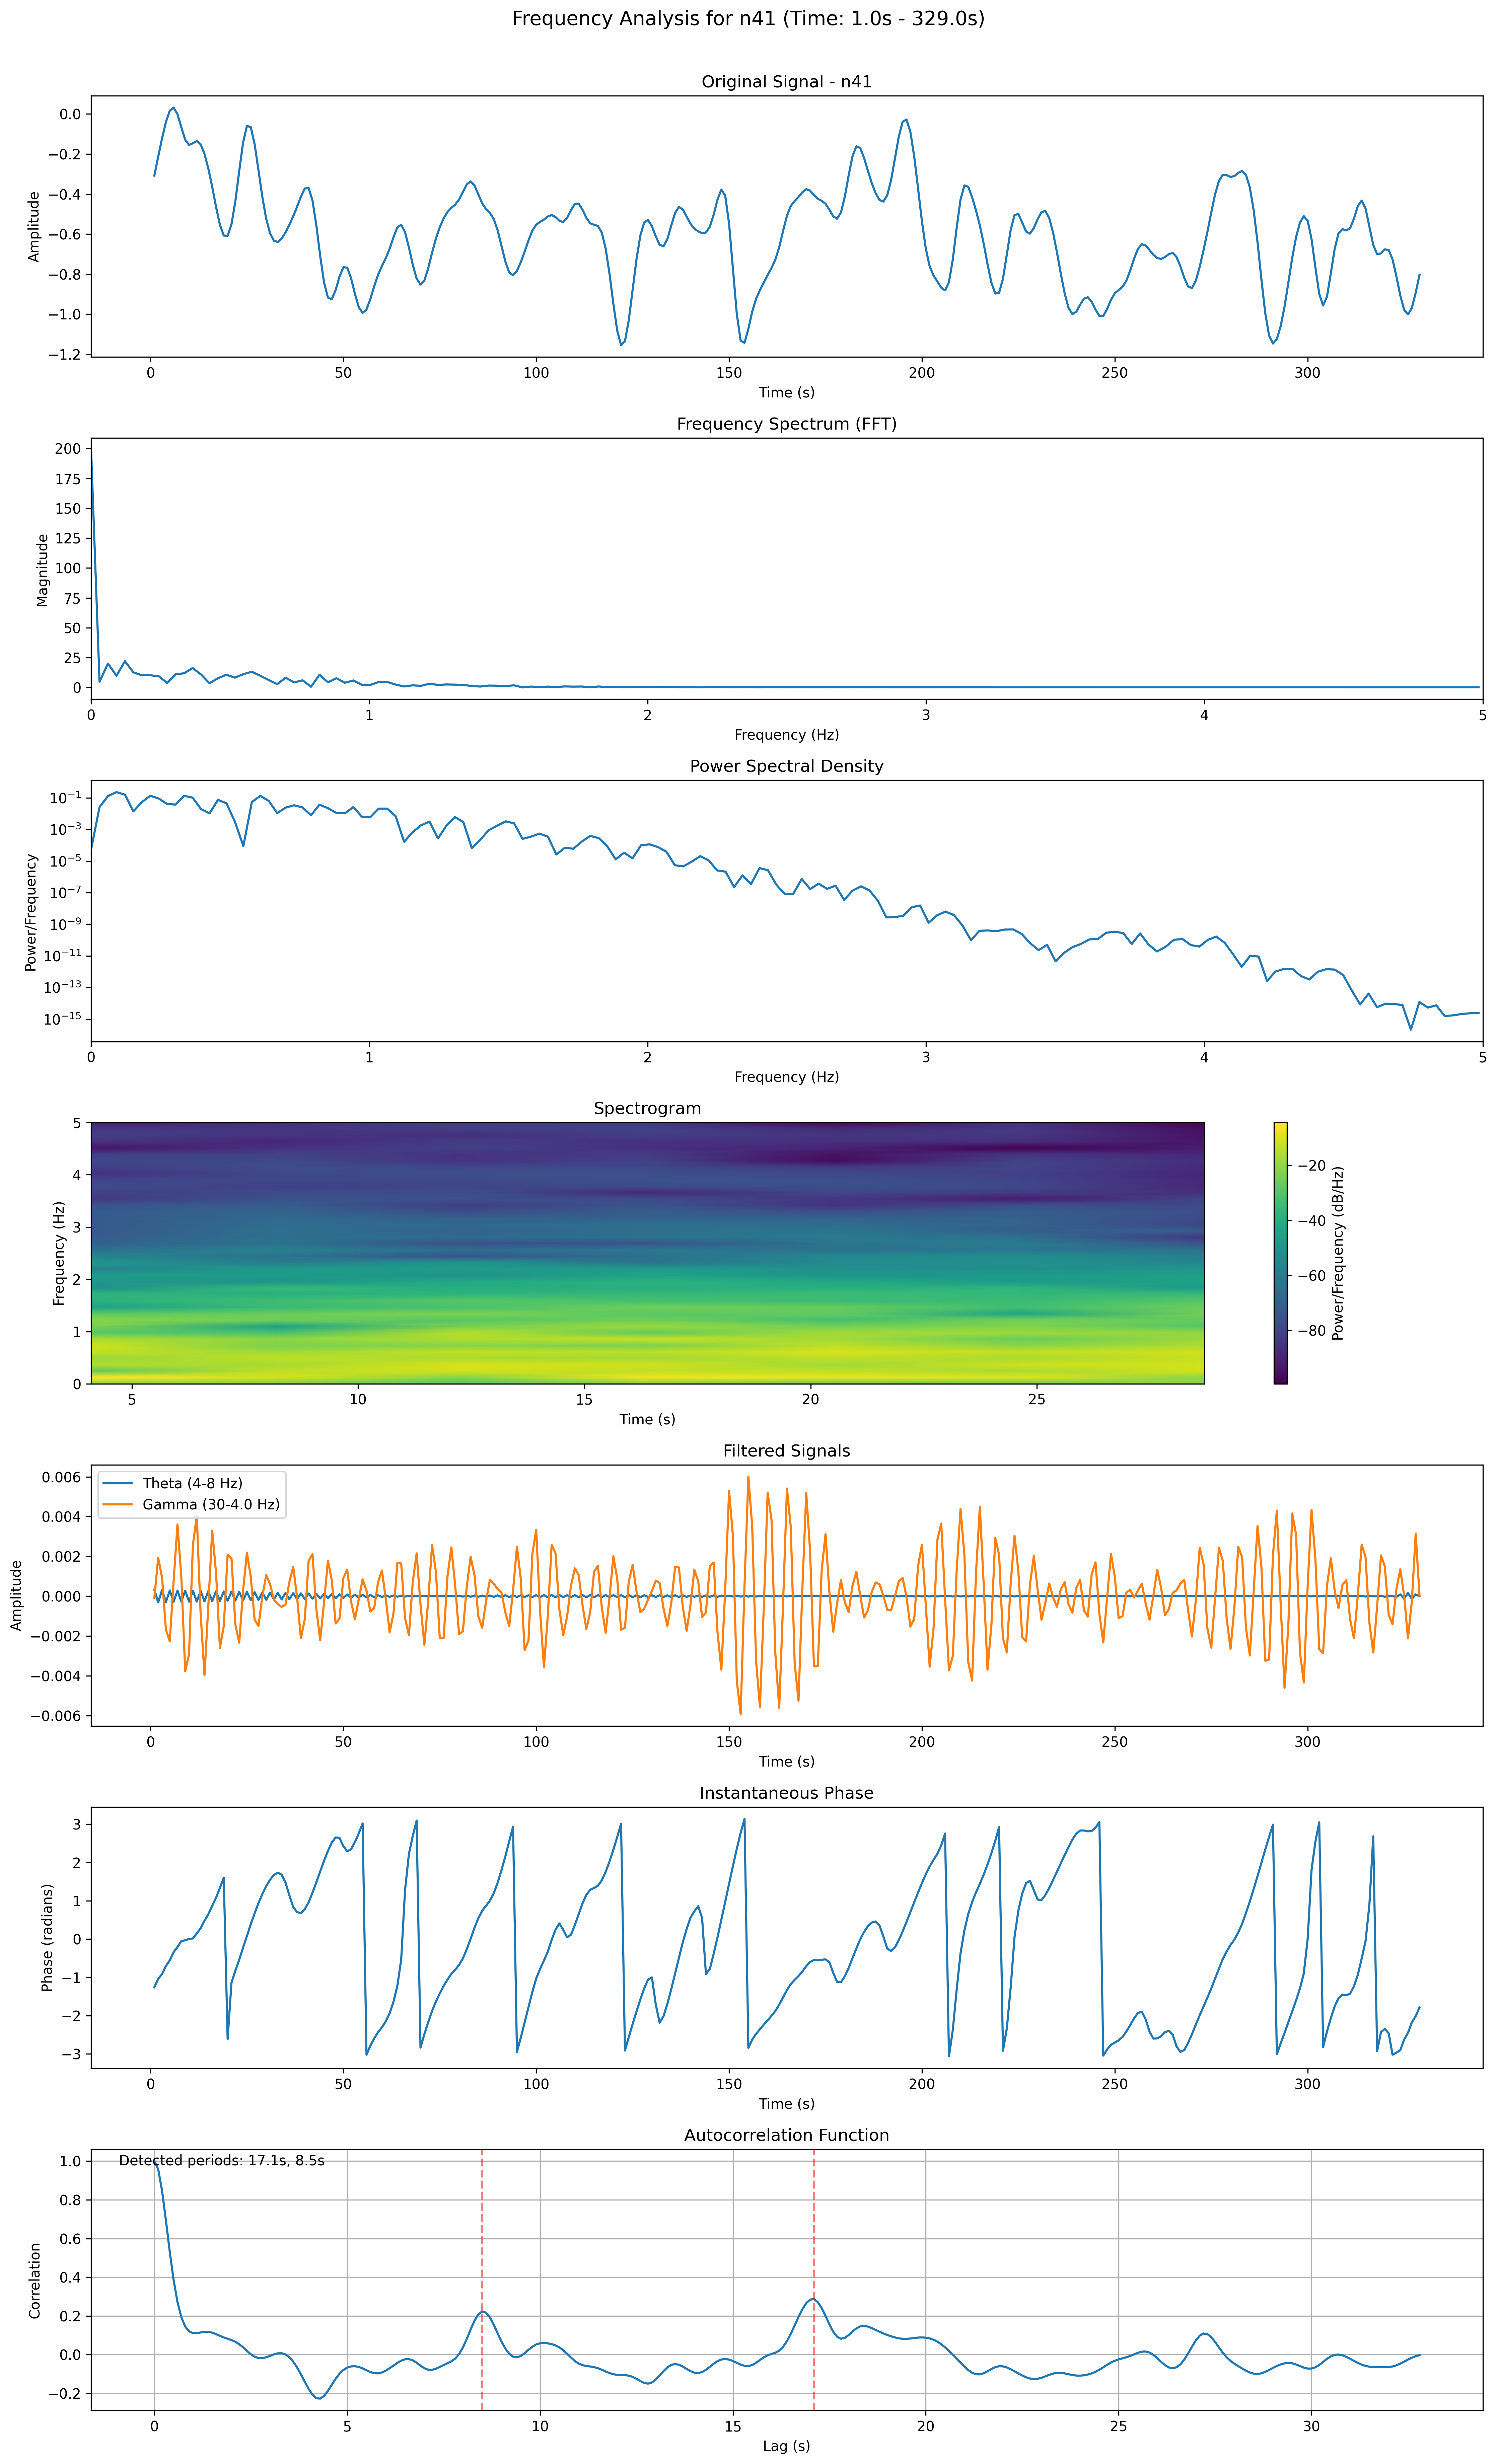 Frequency Analysis for n41 (Time: 1.0s - 329.0s)
Original Signal - n41
Amplitude
0.0
−0.2
−0.4
−0.6
−0.8
−1.0
−1.2
0 50 100 150 200 250 300
Time (s)
Frequency Spectrum (FFT)
Magnitude
200
175
150
125
100
75
50
25
0
0 1 2 3 4 5
Frequency (Hz)
Power Spectral Density
Power/Frequency
10⁻¹
10⁻³
10⁻⁵
10⁻⁷
10⁻⁹
10⁻¹¹
10⁻¹³
10⁻¹⁵
0 1 2 3 4 5
Frequency (Hz)
Spectrogram
Frequency (Hz)
5
4
3
2
1
0
5 10 15 20 25
Time (s)
−20
−40
−60
−80
Power/Frequency (dB/Hz)
Filtered Signals
Theta (4-8 Hz)
Gamma (30-4.0 Hz)
Amplitude
0.006
0.004
0.002
0.000
−0.002
−0.004
−0.006
0 50 100 150 200 250 300
Time (s)
Instantaneous Phase
Phase (radians)
3
2
1
0
−1
−2
−3
0 50 100 150 200 250 300
Time (s)
Autocorrelation Function
Detected periods: 17.1s, 8.5s
Correlation
1.0
0.8
0.6
0.4
0.2
0.0
−0.2
0 5 10 15 20 25 30
Lag (s)